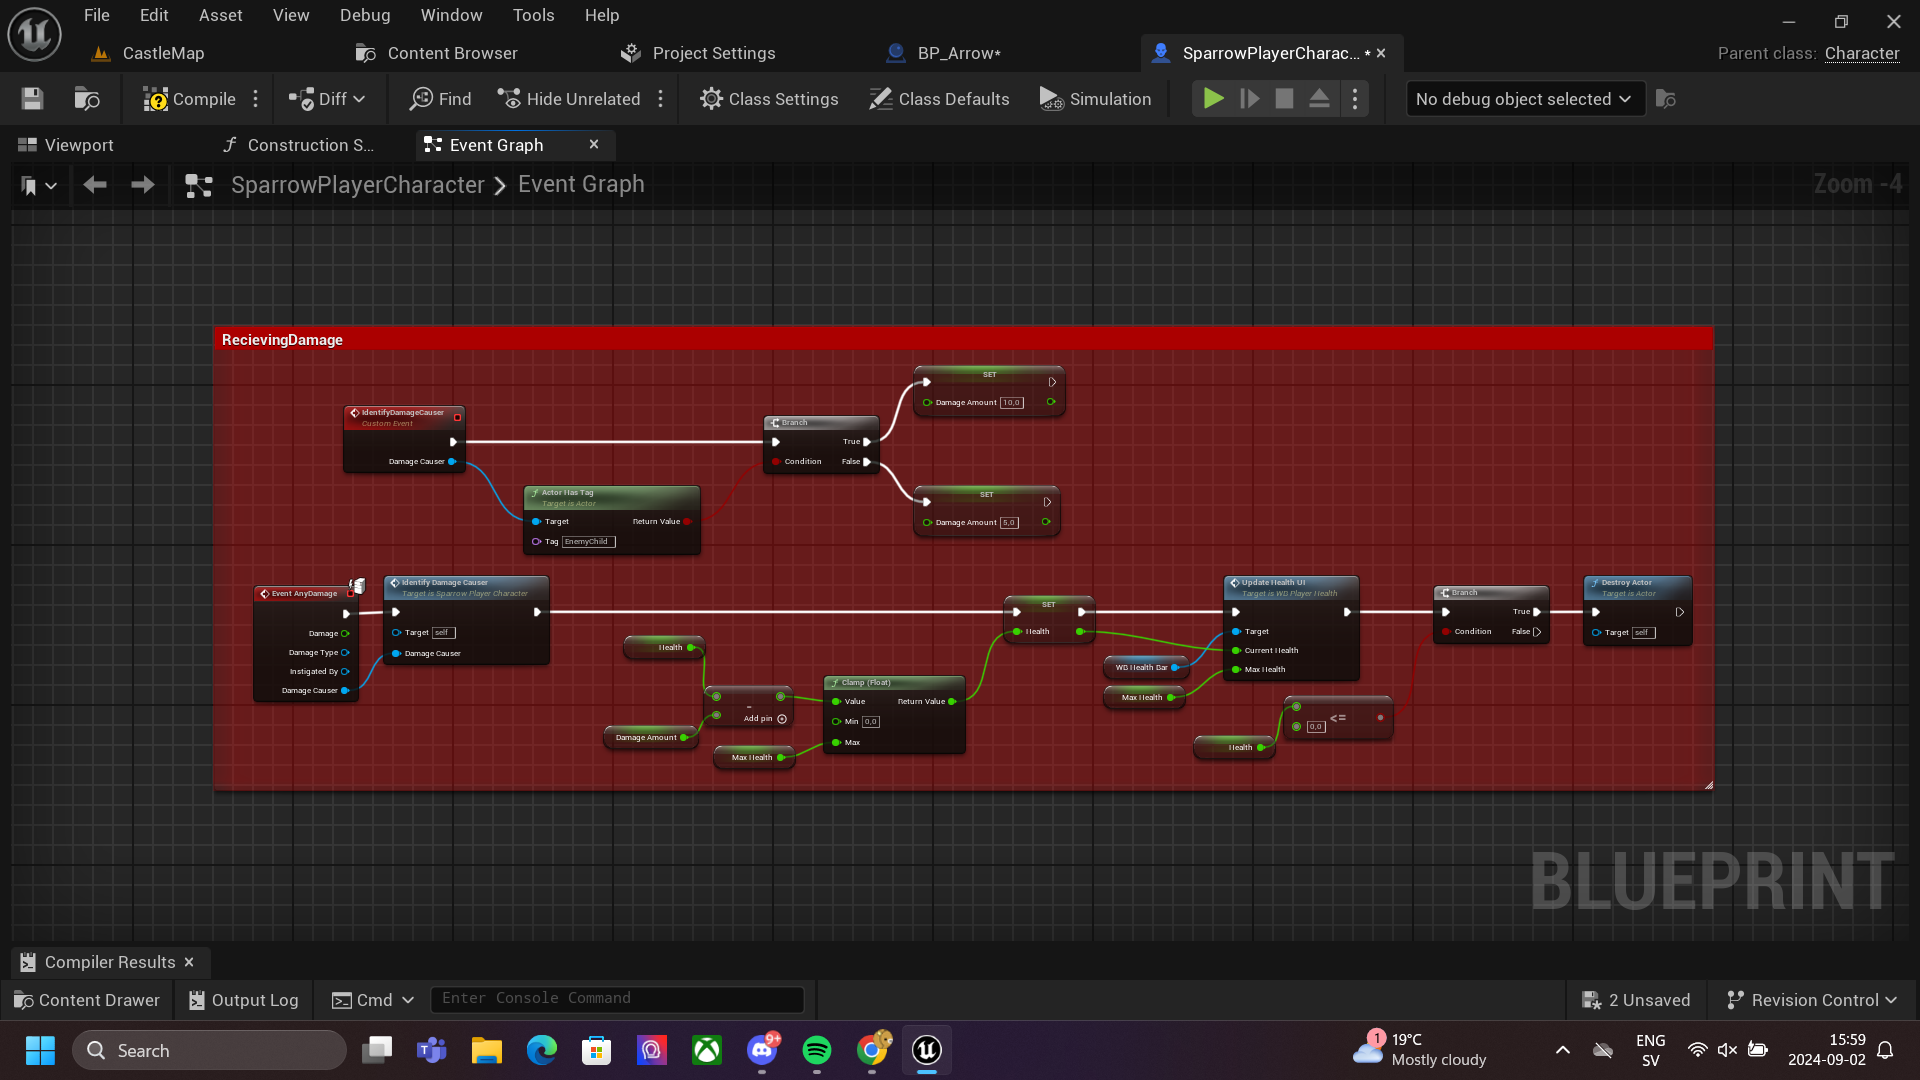 File Edit Asset View Debug Window Tools Help
CastleMap Content Browser Project Settings BP_Arrow* SparrowPlayerCharac... * Parent class: Character
Compile Diff Find Hide Unrelated Class Settings Class Defaults Simulation No debug object selected
Viewport Construction S... Event Graph
SparrowPlayerCharacter Event Graph Zoom -4
RecievingDamage
IdentifyDamageCauser
Custom Event
Damage Causer
Actor Has Tag
Target is Actor
Target Return Value
Tag EnemyChild
Branch
True
Condition False
SET
Damage Amount 10,0
SET
Damage Amount 5,0
Event AnyDamage
Damage
Damage Type
Instigated By
Damage Causer
Identify Damage Causer
Target is Sparrow Player Character
Target self
Damage Causer
Health
Damage Amount
-
Add pin
Max Health
Clamp (Float)
Value Return Value
Min 0,0
Max
SET
Health
WB Health Bar
Max Health
Update Health UI
Target is WB Player Health
Target
Current Health
Max Health
Health
0,0 <=
Branch
True
Condition False
Destroy Actor
Target is Actor
Target self
BLUEPRINT
Compiler Results
Content Drawer Output Log Cmd Enter Console Command 2 Unsaved Revision Control
Search 9+ 1 19°C ENG 15:59
Mostly cloudy SV 2024-09-02